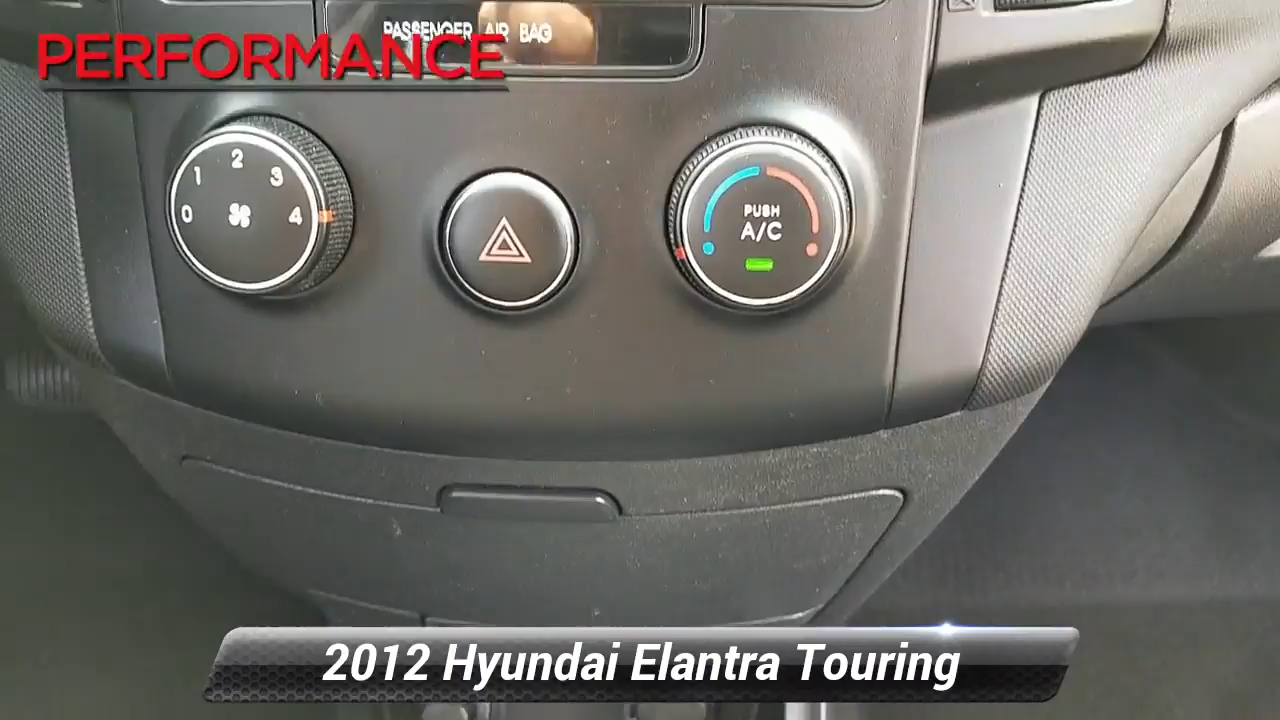 PASSENGER AIR BAG
PERFORMANCE
0 1 2 3 4
PUSH
A/C
2012 Hyundai Elantra Touring